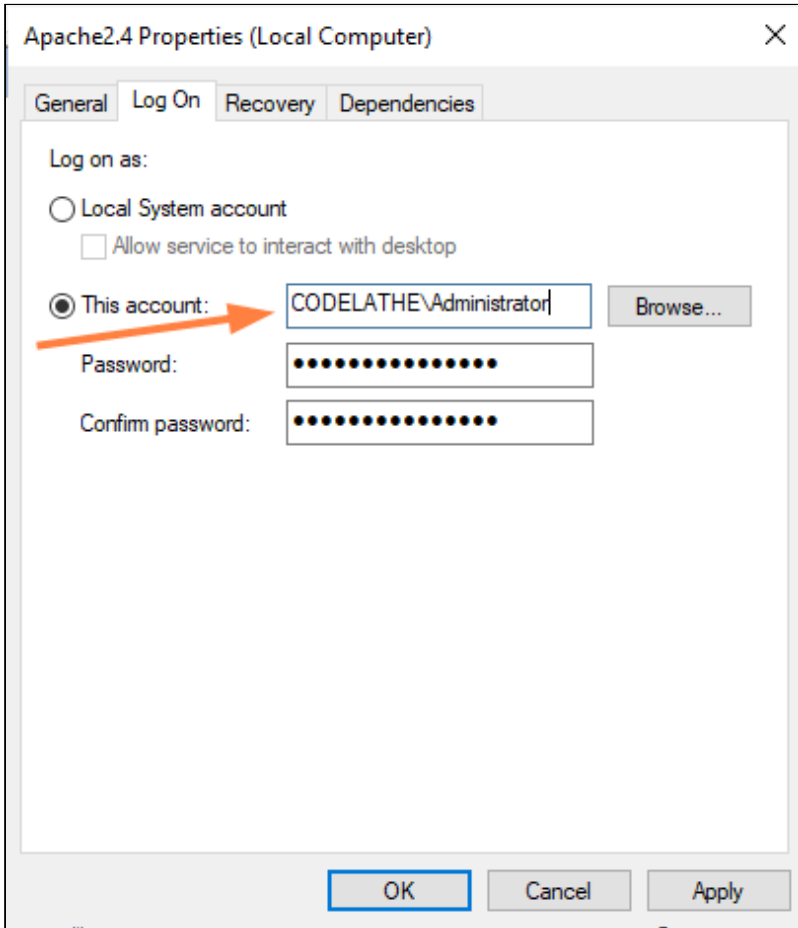 Apache2.4 Properties (Local Computer)
General Log On Recovery Dependencies
Log on as:
Local System account
Allow service to interact with desktop
This account: CODELATHE\Administrator Browse...
Password: ●●●●●●●●●●●●●●●
Confirm password: ●●●●●●●●●●●●●●●
OK Cancel Apply